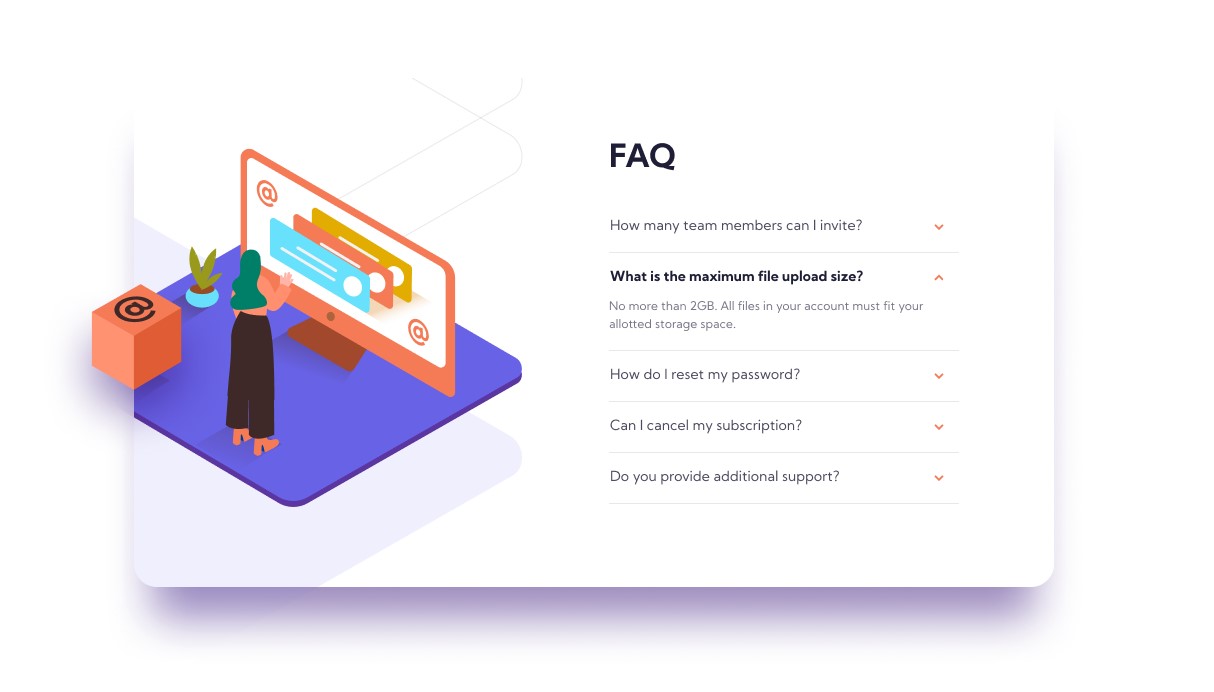 @
@
@
FAQ
How many team members can I invite?
What is the maximum file upload size?
No more than 2GB. All files in your account must fit your
allotted storage space.
How do I reset my password?
Can I cancel my subscription?
Do you provide additional support?